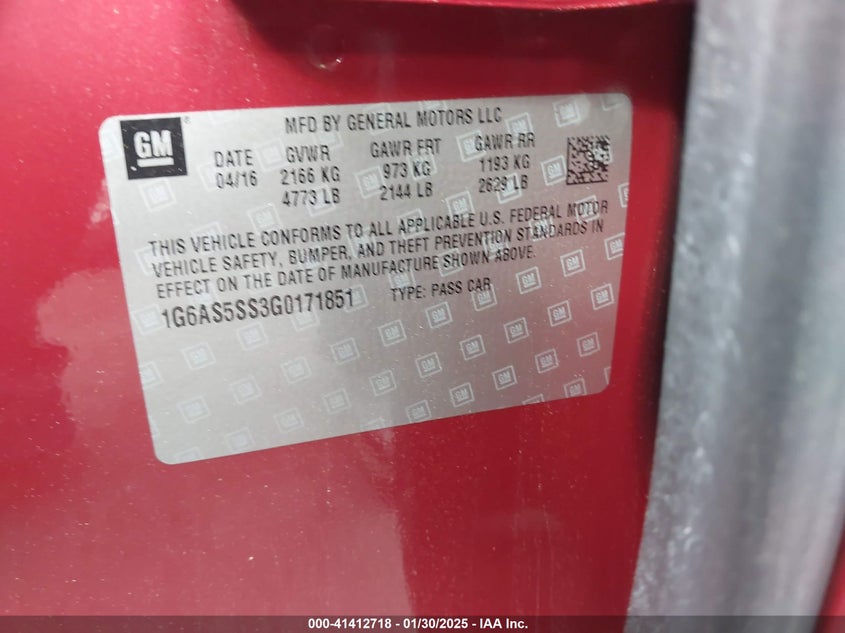 GM
MFD BY GENERAL MOTORS LLC
DATE GVWR GAWR FRT GAWR RR
04/16 2166 KG 973 KG 1193 KG
4773 LB 2144 LB 2629 LB
THIS VEHICLE CONFORMS TO ALL APPLICABLE U.S. FEDERAL MOTOR
VEHICLE SAFETY, BUMPER, AND THEFT PREVENTION STANDARDS IN
EFFECT ON THE DATE OF MANUFACTURE SHOWN ABOVE.
1G6AS5SS3G0171851 TYPE: PASS CAR
000-41412718 - 01/30/2025 - IAA Inc.